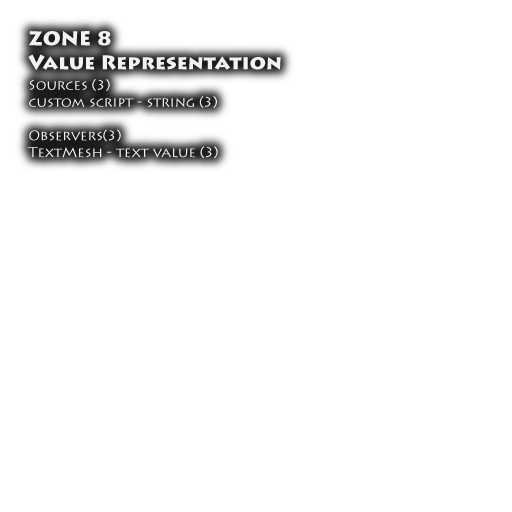 ZONE 8
Value Representation
Sources (3)
custom script - string (3)
Observers(3)
TextMesh - text value (3)